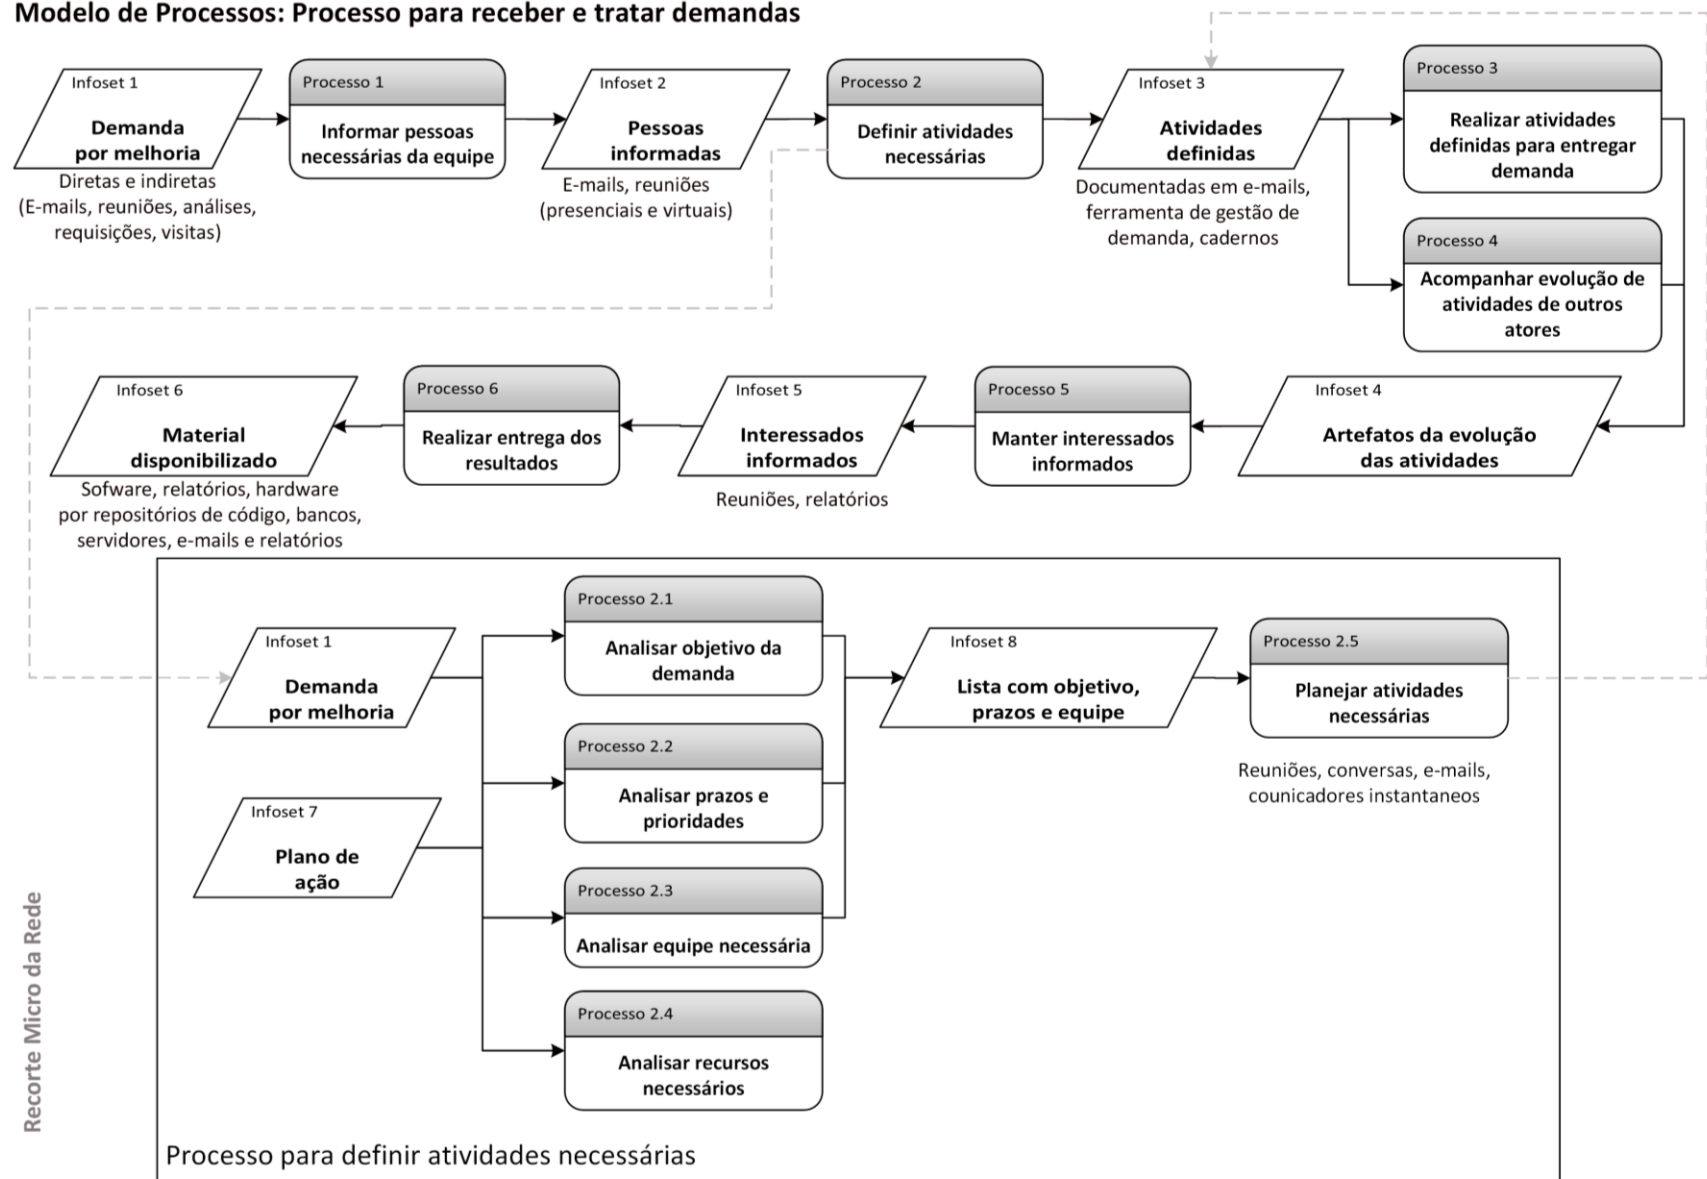 Modelo de Processos: Processo para receber e tratar demandas
Infoset 1
Demanda
por melhoria
Diretas e indiretas
(E-mails, reuniões, análises,
requisições, visitas)
Processo 1
Informar pessoas
necessárias da equipe
Infoset 2
Pessoas
informadas
E-mails, reuniões
(presenciais e virtuais)
Processo 2
Definir atividades
necessárias
Infoset 3
Atividades
definidas
Documentadas em e-mails,
ferramenta de gestão de
demanda, cadernos
Processo 3
Realizar atividades
definidas para entregar
demanda
Processo 4
Acompanhar evolução de
atividades de outros
atores
Infoset 4
Artefatos da evolução
das atividades
Processo 5
Manter interessados
informados
Infoset 5
Interessados
informados
Reuniões, relatórios
Processo 6
Realizar entrega dos
resultados
Infoset 6
Material
disponibilizado
Sofware, relatórios, hardware
por repositórios de código, bancos,
servidores, e-mails e relatórios
Infoset 1
Demanda
por melhoria
Infoset 7
Plano de
ação
Processo 2.1
Analisar objetivo da
demanda
Processo 2.2
Analisar prazos e
prioridades
Processo 2.3
Analisar equipe necessária
Processo 2.4
Analisar recursos
necessários
Infoset 8
Lista com objetivo,
prazos e equipe
Processo 2.5
Planejar atividades
necessárias
Reuniões, conversas, e-mails,
counicadores instantaneos
Recorte Micro da Rede
Processo para definir atividades necessárias